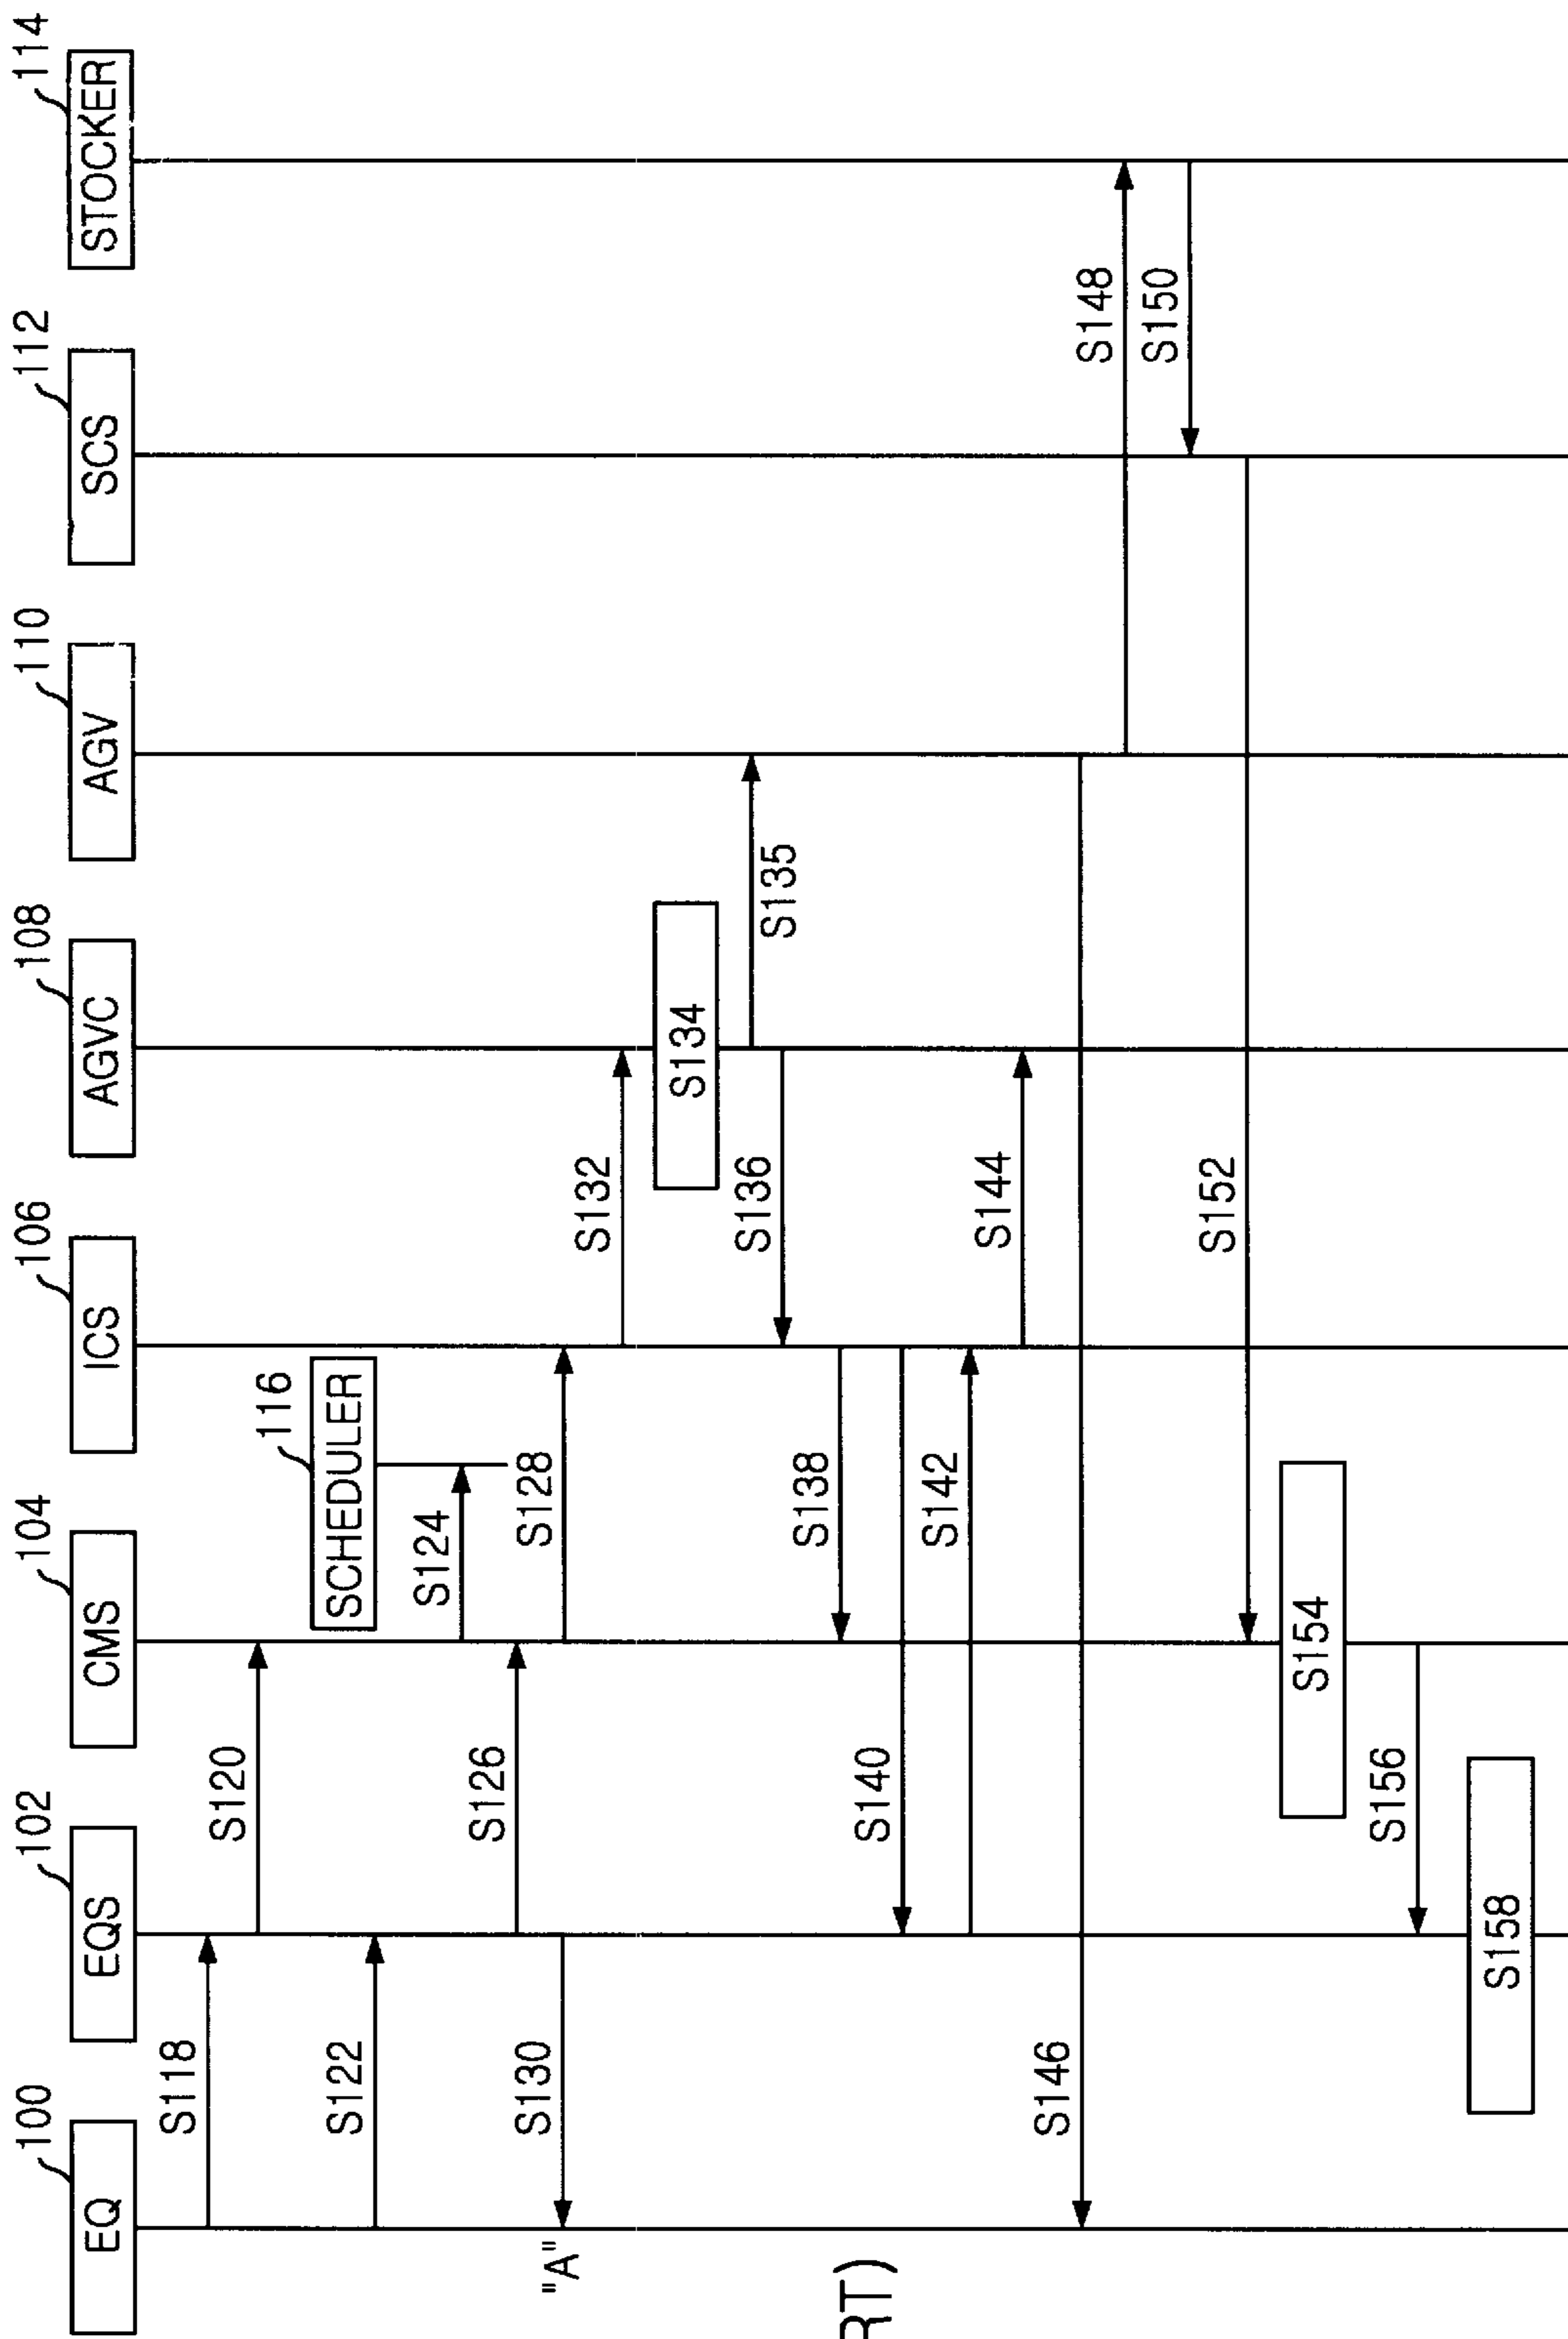 100
102
104
106
108
110
112
114
EQ
EQS
CMS
ICS
AGVC
AGV
SCS
STOCKER
S118
S120
116
SCHEDULER
S122
S124
S126
S128
S130
"A"
S132
S134
S135
S136
S138
S140
S142
S144
S146
S148
S150
S152
S154
S156
S158
RT)